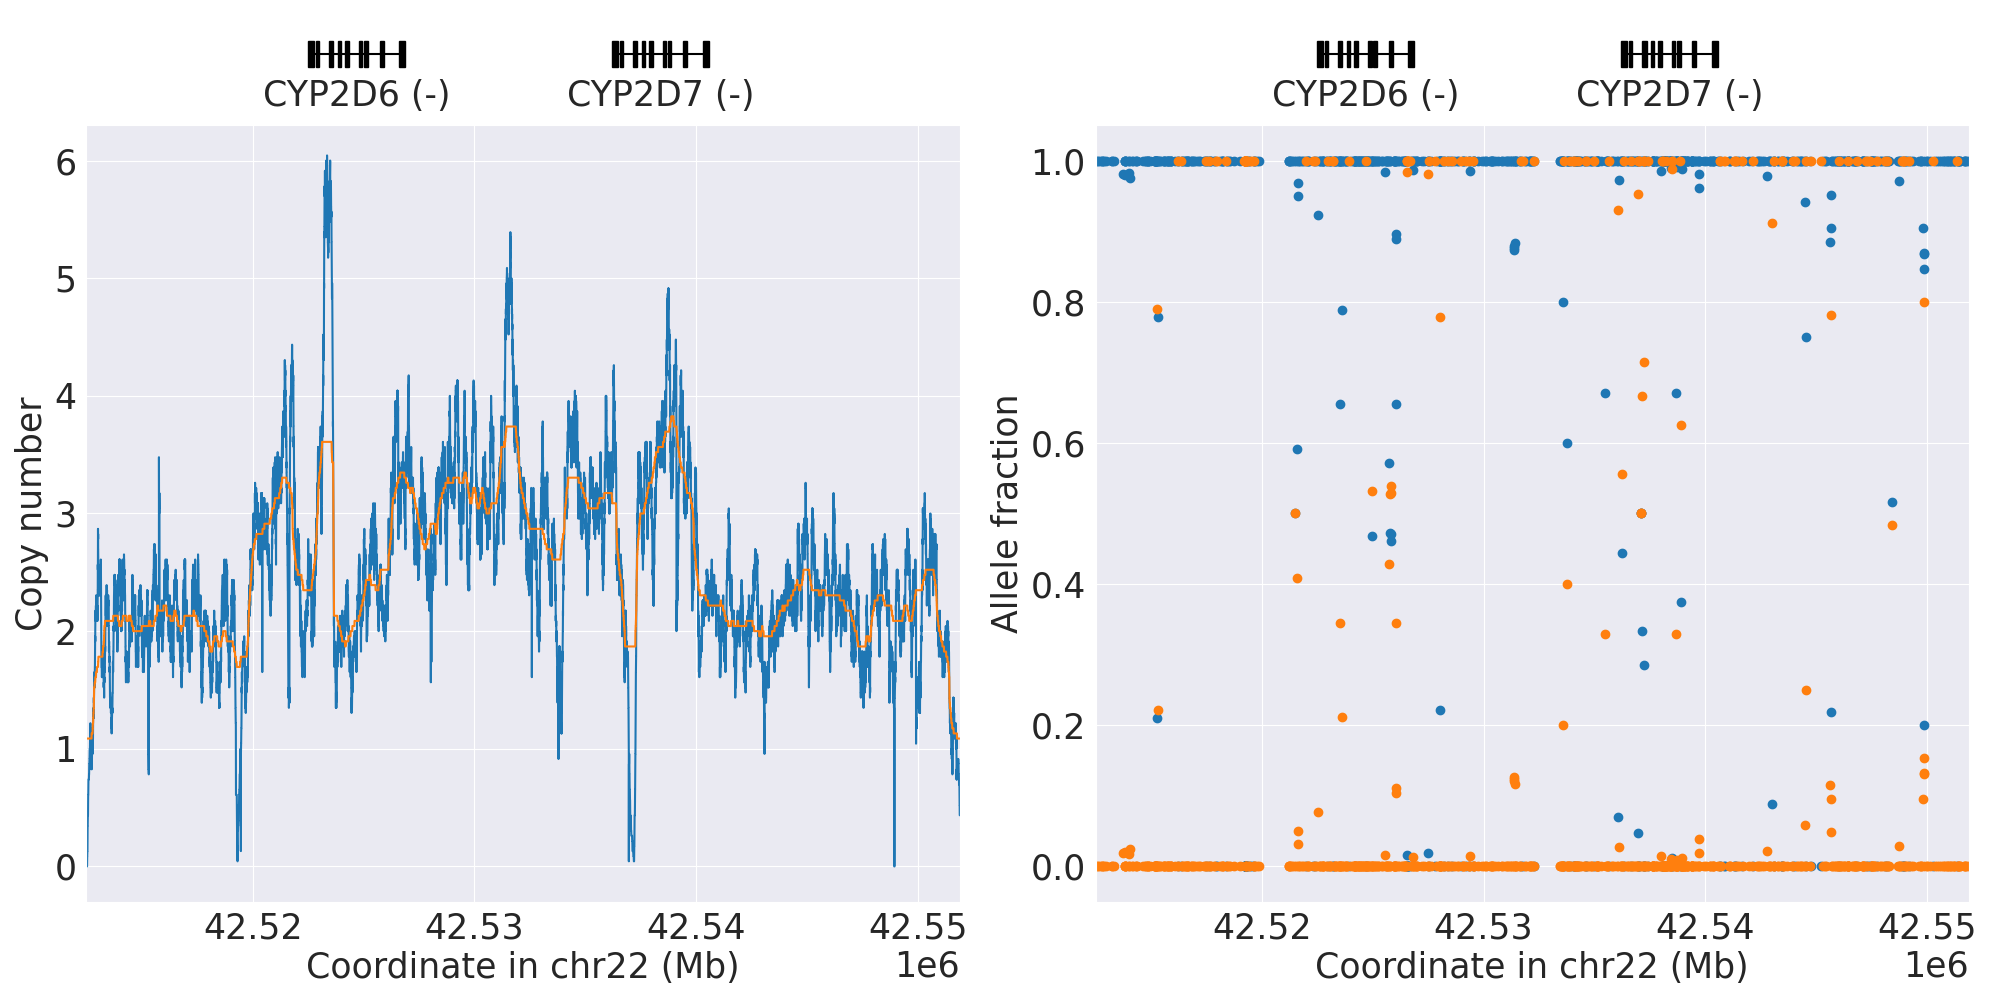 CYP2D6 (-)
CYP2D7 (-)
6
5
4
3
2
1
0
Copy number
42.52
42.53
42.54
42.55
Coordinate in chr22 (Mb)
1e6
CYP2D6 (-)
CYP2D7 (-)
1.0
0.8
0.6
0.4
0.2
0.0
Allele fraction
42.52
42.53
42.54
42.55
Coordinate in chr22 (Mb)
1e6